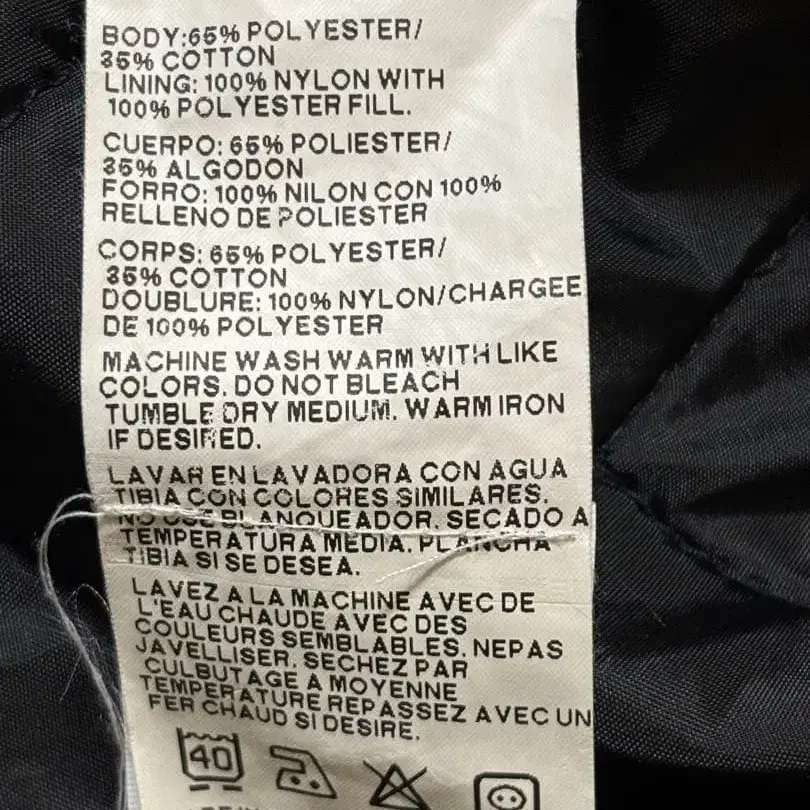 BODY:65% POLYESTER/
35% COTTON
LINING: 100% NYLON WITH
100% POLYESTER FILL.
CUERPO: 65% POLIESTER/
35% ALGODON
FORRO: 100% NILON CON 100%
RELLENO DE POLIESTER
CORPS: 65% POLYESTER/
35% COTTON
DOUBLURE: 100% NYLON/CHARGEE
DE 100% POLYESTER
MACHINE WASH WARM WITH LIKE
COLORS. DO NOT BLEACH
TUMBLE DRY MEDIUM. WARM IRON
IF DESIRED.
LAVAR EN LAVADORA CON AGUA
TIBIA CON COLORES SIMILARES.
NO USE BLANQUEADOR. SECADO A
TEMPERATURA MEDIA. PLANCHA
TIBIA SI SE DESEA.
LAVEZ A LA MACHINE AVEC DE
L'EAU CHAUDE AVEC DES
COULEURS SEMBLABLES. NEPAS
JAVELLISER. SECHEZ PAR
CULBUTAGE A MOYENNE
TEMPERATURE REPASSEZ AVEC UN
FER CHAUD SI DESIRE.
40